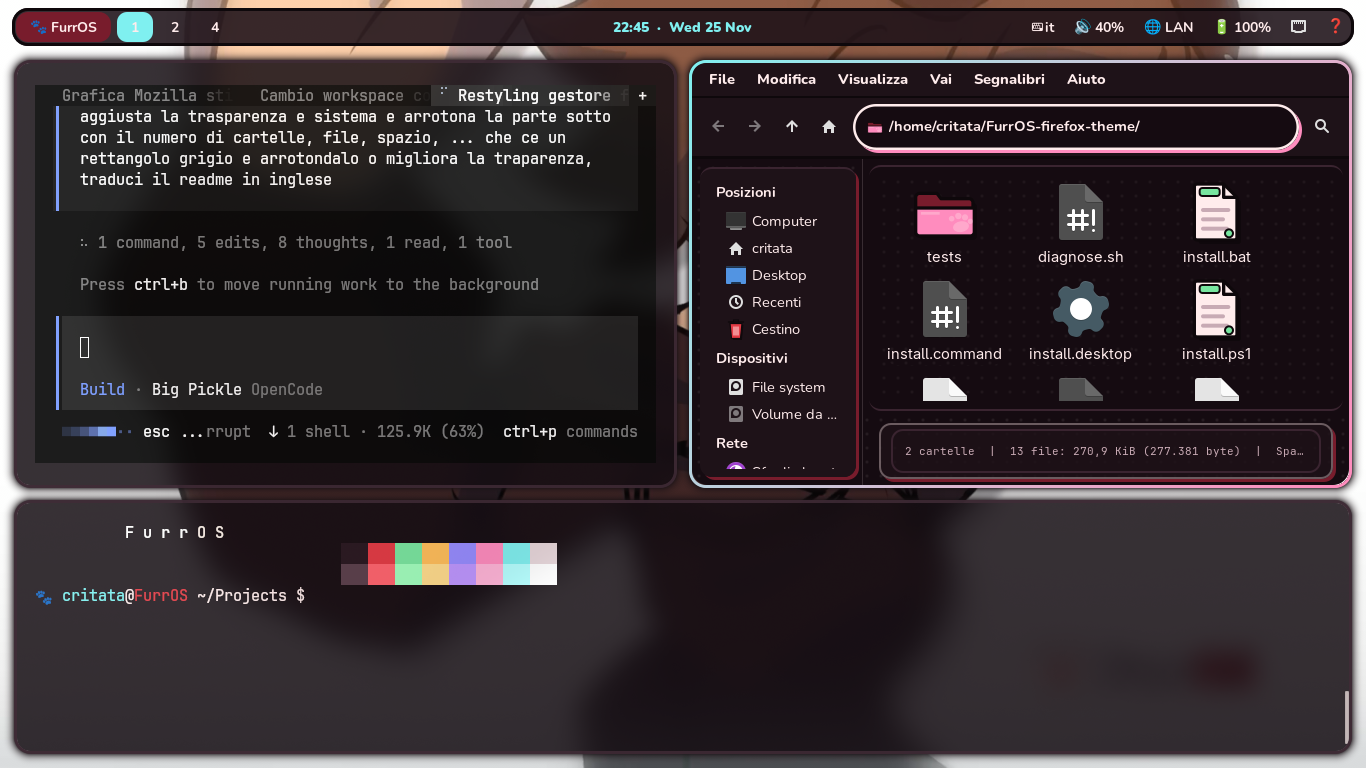 FurrOS 1 2 4 22:45 · Wed 25 Nov it 40% LAN 100% ?
Grafica Mozilla sti Cambio workspace co Restyling gestore f +
aggiusta la trasparenza e sistema e arrotona la parte sotto
con il numero di cartelle, file, spazio, ... che ce un
rettangolo grigio e arrotondalo o migliora la traparenza,
traduci il readme in inglese
1 command, 5 edits, 8 thoughts, 1 read, 1 tool
Press ctrl+b to move running work to the background
Build · Big Pickle OpenCode
esc ...rrupt ↓ 1 shell · 125.9K (63%) ctrl+p commands
File Modifica Visualizza Vai Segnalibri Aiuto
/home/critata/FurrOS-firefox-theme/
Posizioni
Computer
critata
Desktop
Recenti
Cestino
Dispositivi
File system
Volume da ...
Rete
tests diagnose.sh install.bat
install.command install.desktop install.ps1
2 cartelle | 13 file: 270,9 KiB (277.381 byte) | Spa…
F u r r O S
critata@FurrOS ~/Projects $